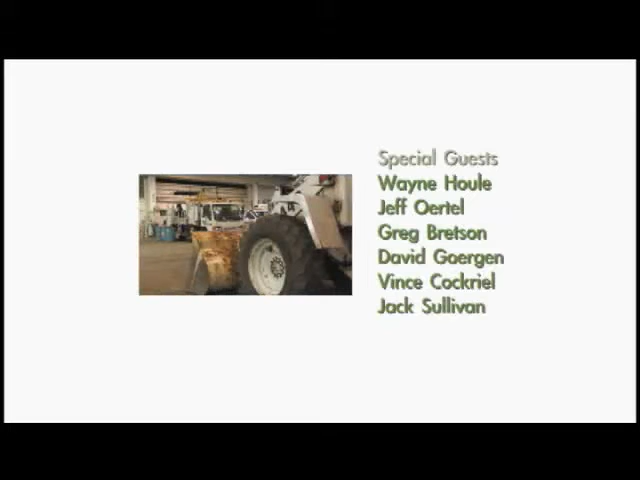 Special Guests
Wayne Houle
Jeff Oertel
Greg Bretson
David Goergen
Vince Cockriel
Jack Sullivan